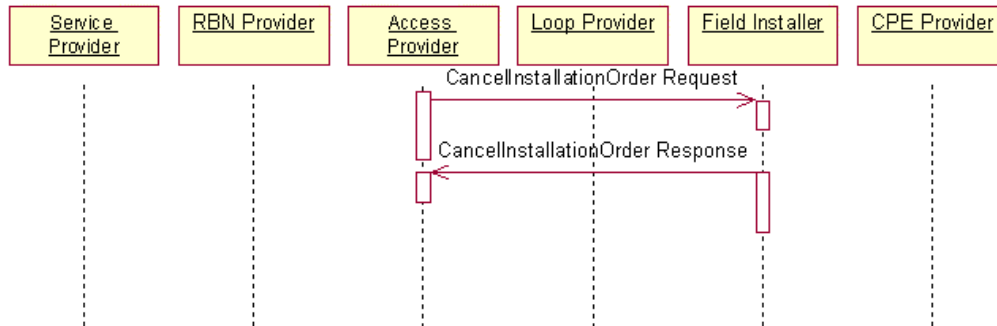 Service
Provider
RBN Provider
Access
Provider
Loop Provider
Field Installer
CPE Provider
CancelInstallationOrder Request
CancelInstallationOrder Response